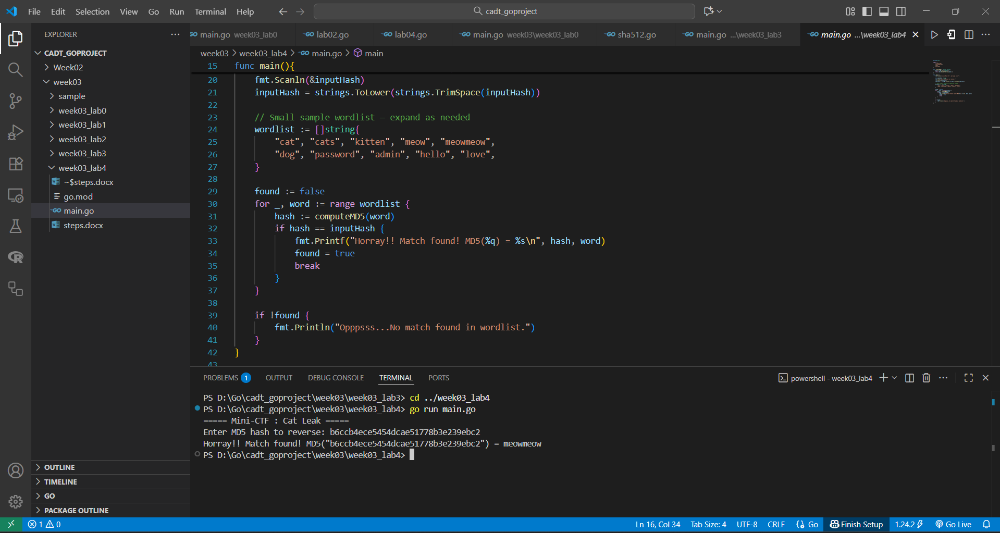 File Edit Selection View Go Run Terminal Help
cadt_goproject
EXPLORER
main.go week03_lab0
lab02.go
lab04.go
main.go week03\week03_lab0
sha512.go
main.go ...\week03_lab3
main.go ...\week03_lab4
CADT_GOPROJECT
Week02
week03
sample
week03_lab0
week03_lab1
week03_lab2
week03_lab3
week03_lab4
~$steps.docx
go.mod
main.go
steps.docx
OUTLINE
TIMELINE
GO
PACKAGE OUTLINE
week03 > week03_lab4 > main.go > main
15 func main(){
20 fmt.Scanln(&inputHash)
21 inputHash = strings.ToLower(strings.TrimSpace(inputHash))
22
23 // Small sample wordlist – expand as needed
24 wordlist := []string{
25 "cat", "cats", "kitten", "meow", "meowmeow",
26 "dog", "password", "admin", "hello", "love",
27 }
28
29 found := false
30 for _, word := range wordlist {
31 hash := computeMD5(word)
32 if hash == inputHash {
33 fmt.Printf("Horray!! Match found! MD5(%q) = %s\n", hash, word)
34 found = true
35 break
36 }
37 }
38
39 if !found {
40 fmt.Println("Opppsss...No match found in wordlist.")
41 }
42 }
43
PROBLEMS 1 OUTPUT DEBUG CONSOLE TERMINAL PORTS
powershell - week03_lab4
PS D:\Go\cadt_goproject\week03\week03_lab3> cd ../week03_lab4
PS D:\Go\cadt_goproject\week03\week03_lab4> go run main.go
===== Mini-CTF : Cat Leak =====
Enter MD5 hash to reverse: b6ccb4ece5454dcae51778b3e239ebc2
Horray!! Match found! MD5("b6ccb4ece5454dcae51778b3e239ebc2") = meowmeow
PS D:\Go\cadt_goproject\week03\week03_lab4>
1 0
Ln 16, Col 34 Tab Size: 4 UTF-8 CRLF Go Finish Setup 1.24.2 Go Live